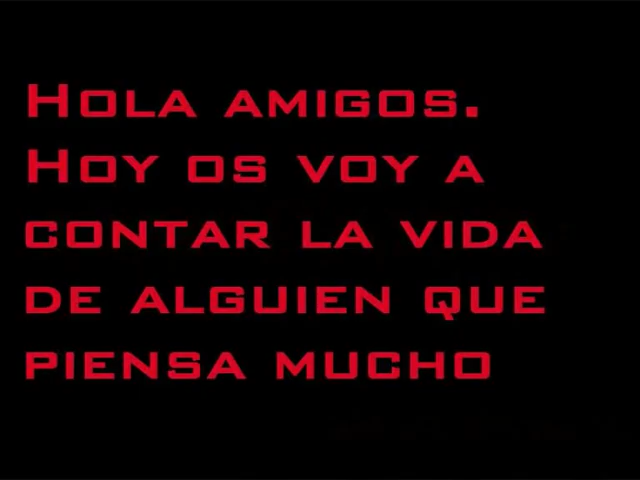 Hola amigos.
Hoy os voy a
contar la vida
de alguien que
piensa mucho